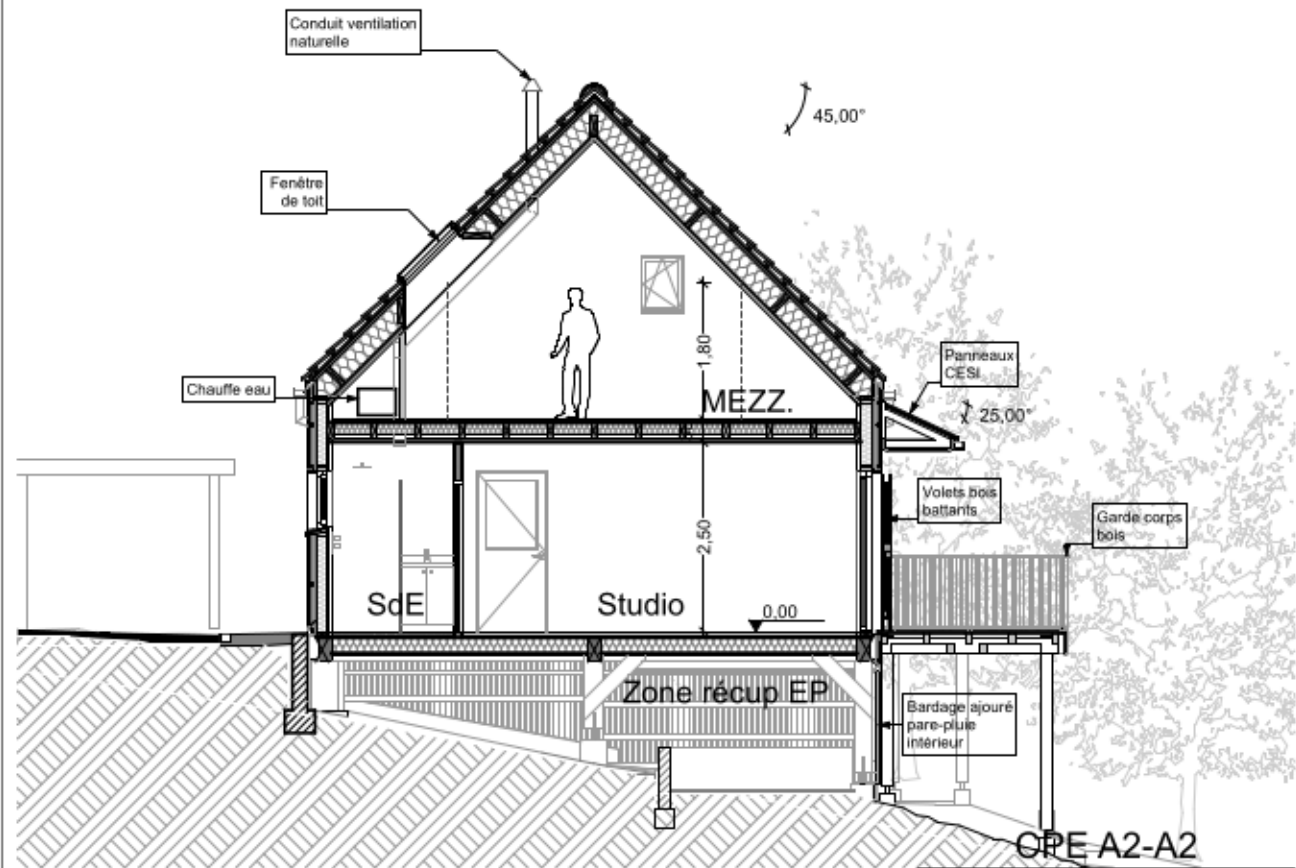 Conduit ventilation
naturelle
45,00°
Fenêtre
de toit
1,80
Panneaux
CESI
Chauffe eau
MEZZ.
25,00°
Volets bois
battants
Garde corps
bois
2,50
SdE
Studio
0,00
Zone récup EP
Bardage ajouré
pare-pluie
intérieur
OPE A2-A2